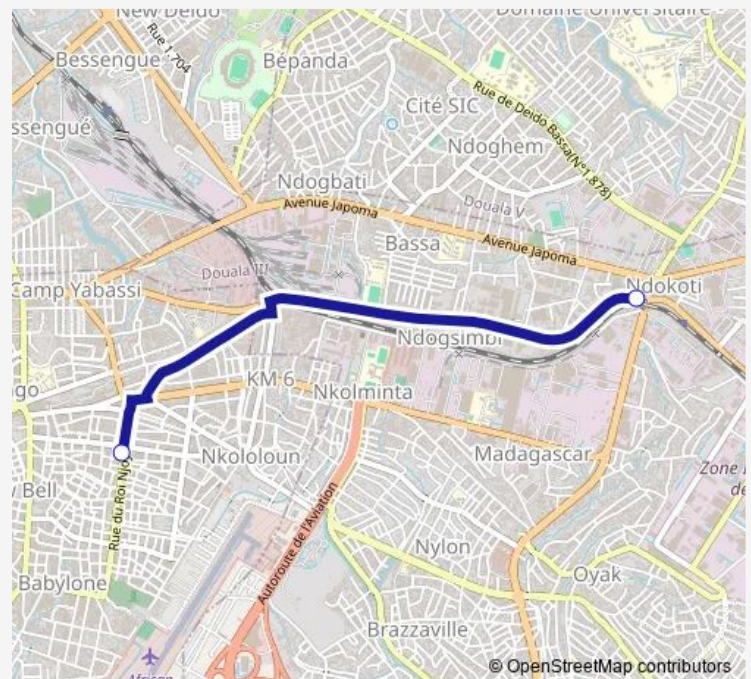 New Deido
Domaine Universitaire
Rue 1.704
Bessengue
Bépanda
Rue de Deido Bassa(N°1.878)
Cité SIC
ssengué
Ndoghem
Ndogbati
Avenue Japoma
Douala V
Bassa
Avenue Japoma
Douala III
Camp Yabassi
Ndokoti
Ndogsimbi
KM 6
Nkolminta
ago
Nkololoun
Madagascar
Rue du Roi Njoy
w Bell
Zone
de
Autoroute de l'Aviation
Nylon
Oyak
Babylone
Brazzaville
© OpenStreetMap contributors